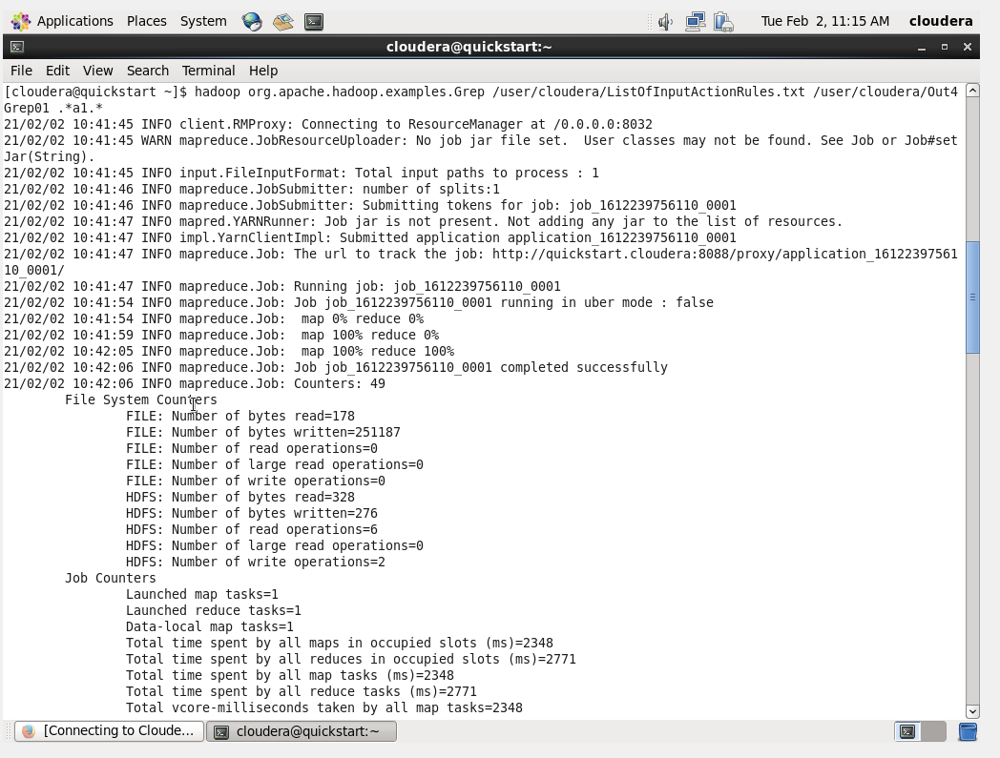 Applications Places System Tue Feb 2, 11:15 AM cloudera
cloudera@quickstart:~
File Edit View Search Terminal Help
[cloudera@quickstart ~]$ hadoop org.apache.hadoop.examples.Grep /user/cloudera/ListOfInputActionRules.txt /user/cloudera/Out4
Grep01 .*a1.*
21/02/02 10:41:45 INFO client.RMProxy: Connecting to ResourceManager at /0.0.0.0:8032
21/02/02 10:41:45 WARN mapreduce.JobResourceUploader: No job jar file set.  User classes may not be found. See Job or Job#set
Jar(String).
21/02/02 10:41:45 INFO input.FileInputFormat: Total input paths to process : 1
21/02/02 10:41:46 INFO mapreduce.JobSubmitter: number of splits:1
21/02/02 10:41:46 INFO mapreduce.JobSubmitter: Submitting tokens for job: job_1612239756110_0001
21/02/02 10:41:47 INFO mapred.YARNRunner: Job jar is not present. Not adding any jar to the list of resources.
21/02/02 10:41:47 INFO impl.YarnClientImpl: Submitted application application_1612239756110_0001
21/02/02 10:41:47 INFO mapreduce.Job: The url to track the job: http://quickstart.cloudera:8088/proxy/application_16122397561
10_0001/
21/02/02 10:41:47 INFO mapreduce.Job: Running job: job_1612239756110_0001
21/02/02 10:41:54 INFO mapreduce.Job: Job job_1612239756110_0001 running in uber mode : false
21/02/02 10:41:54 INFO mapreduce.Job:  map 0% reduce 0%
21/02/02 10:41:59 INFO mapreduce.Job:  map 100% reduce 0%
21/02/02 10:42:05 INFO mapreduce.Job:  map 100% reduce 100%
21/02/02 10:42:06 INFO mapreduce.Job: Job job_1612239756110_0001 completed successfully
21/02/02 10:42:06 INFO mapreduce.Job: Counters: 49
File System Counters
FILE: Number of bytes read=178
FILE: Number of bytes written=251187
FILE: Number of read operations=0
FILE: Number of large read operations=0
FILE: Number of write operations=0
HDFS: Number of bytes read=328
HDFS: Number of bytes written=276
HDFS: Number of read operations=6
HDFS: Number of large read operations=0
HDFS: Number of write operations=2
Job Counters
Launched map tasks=1
Launched reduce tasks=1
Data-local map tasks=1
Total time spent by all maps in occupied slots (ms)=2348
Total time spent by all reduces in occupied slots (ms)=2771
Total time spent by all map tasks (ms)=2348
Total time spent by all reduce tasks (ms)=2771
Total vcore-milliseconds taken by all map tasks=2348
[Connecting to Cloude... cloudera@quickstart:~